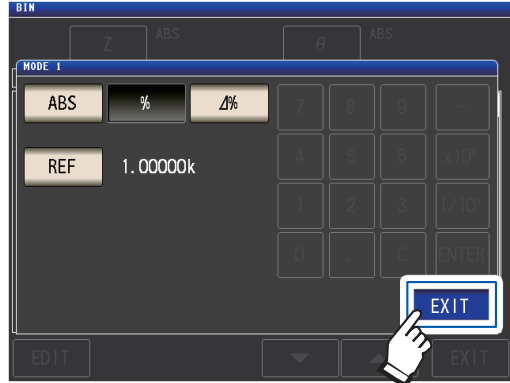 BIN
Z ABS θ ABS
MODE 1
ABS % Δ% 7 8 9 -
REF 1.00000k 4 5 6 x10³
1 2 3 1/10³
0 . C ENTER
EXIT
EDIT EXIT